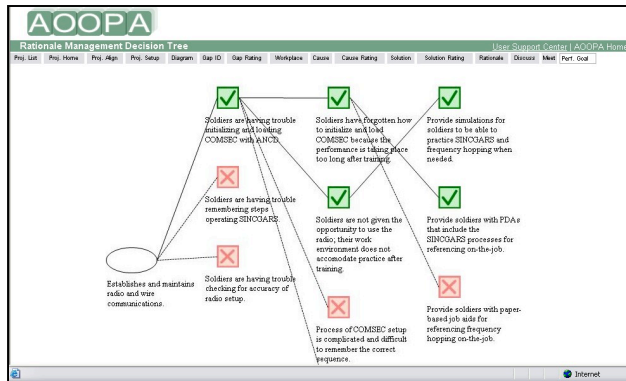 AOOPA
Rationale Management Decision Tree
User Support Center | AOOPA Home
Proj. List Proj. Home Proj. Align Proj. Setup Diagram Gap ID Gap Rating Workplace Cause Cause Rating Solution Solution Rating Rationale Discuss Meet Perf. Goal
Soldiers are having trouble
initializing and loading
COMSEC with ANCD.
Soldiers have forgotten how
to initialize and load
COMSEC because the
performance is taking place
too long after training.
Provide simulations for
soldiers to be able to
practice SINCGARS and
frequency hopping when
needed.
Soldiers are having trouble
remembering steps
operating SINCGARS.
Soldiers are not given the
opportunity to use the
radio; their work
environment does not
accomodate practice after
training.
Provide soldiers with PDAs
that include the
SINCGARS processes for
referencing on-the-job.
Establishes and maintains
radio and wire
communications.
Soldiers are having trouble
checking for accuracy of
radio setup.
Process of COMSEC setup
is complicated and difficult
to remember the correct
sequence.
Provide soldiers with paper-
based job aids for
referencing frequency
hopping on-the-job.
Internet